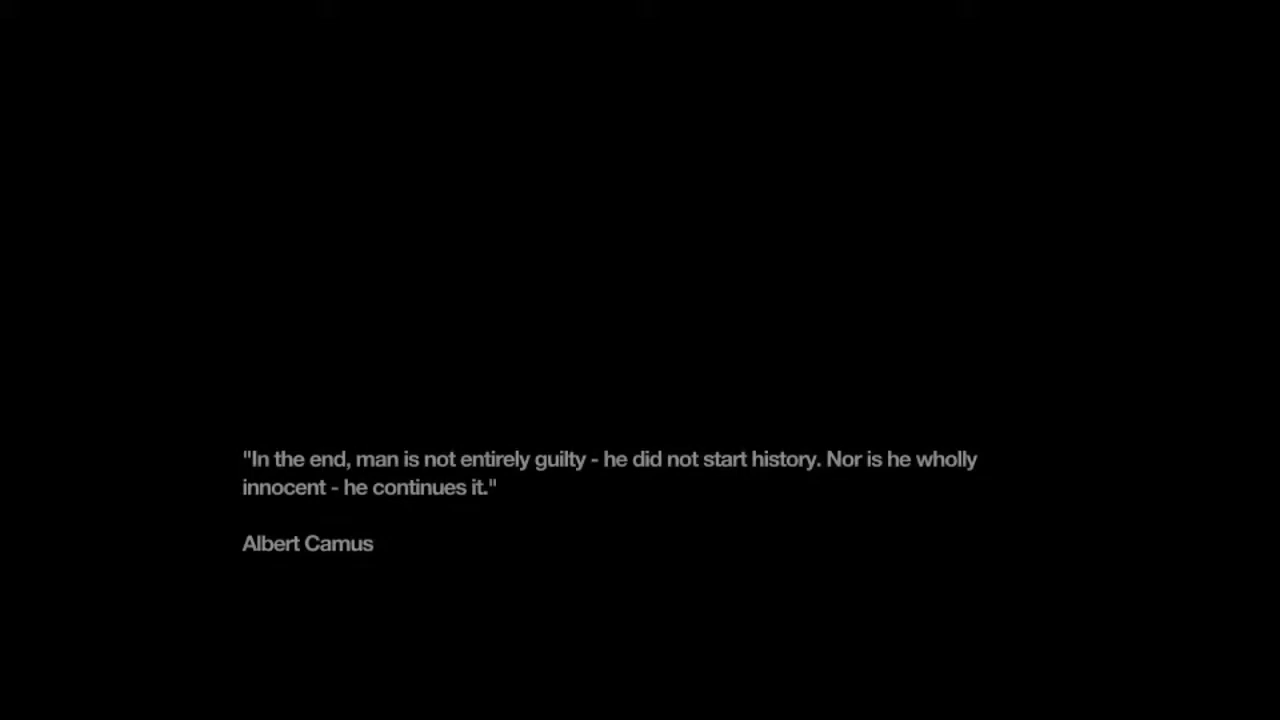 "In the end, man is not entirely guilty - he did not start history. Nor is he wholly
innocent - he continues it."
Albert Camus